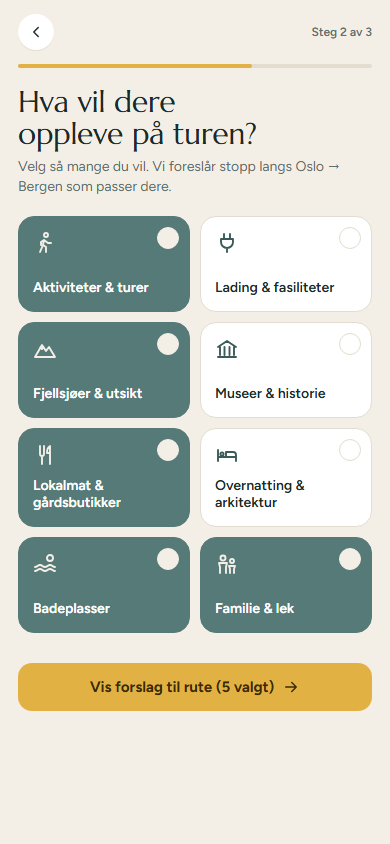 Steg 2 av 3
Hva vil dere
oppleve på turen?
Velg så mange du vil. Vi foreslår stopp langs Oslo →
Bergen som passer dere.
Aktiviteter & turer
Lading & fasiliteter
Fjellsjøer & utsikt
Museer & historie
Lokalmat &
gårdsbutikker
Overnatting &
arkitektur
Badeplasser
Familie & lek
Vis forslag til rute (5 valgt) →